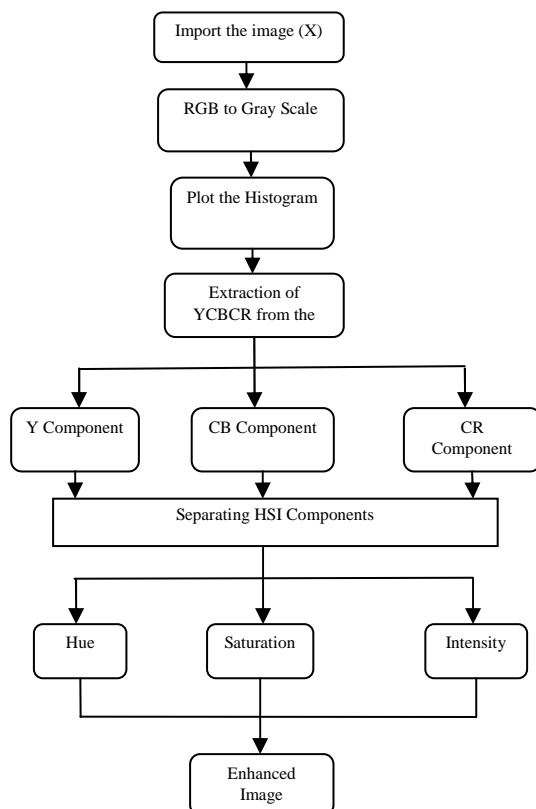 Import the image (X)
RGB to Gray Scale
Plot the Histogram
Extraction of
YCBCR from the
Y Component
CB Component
CR
Component
Separating HSI Components
Hue
Saturation
Intensity
Enhanced
Image